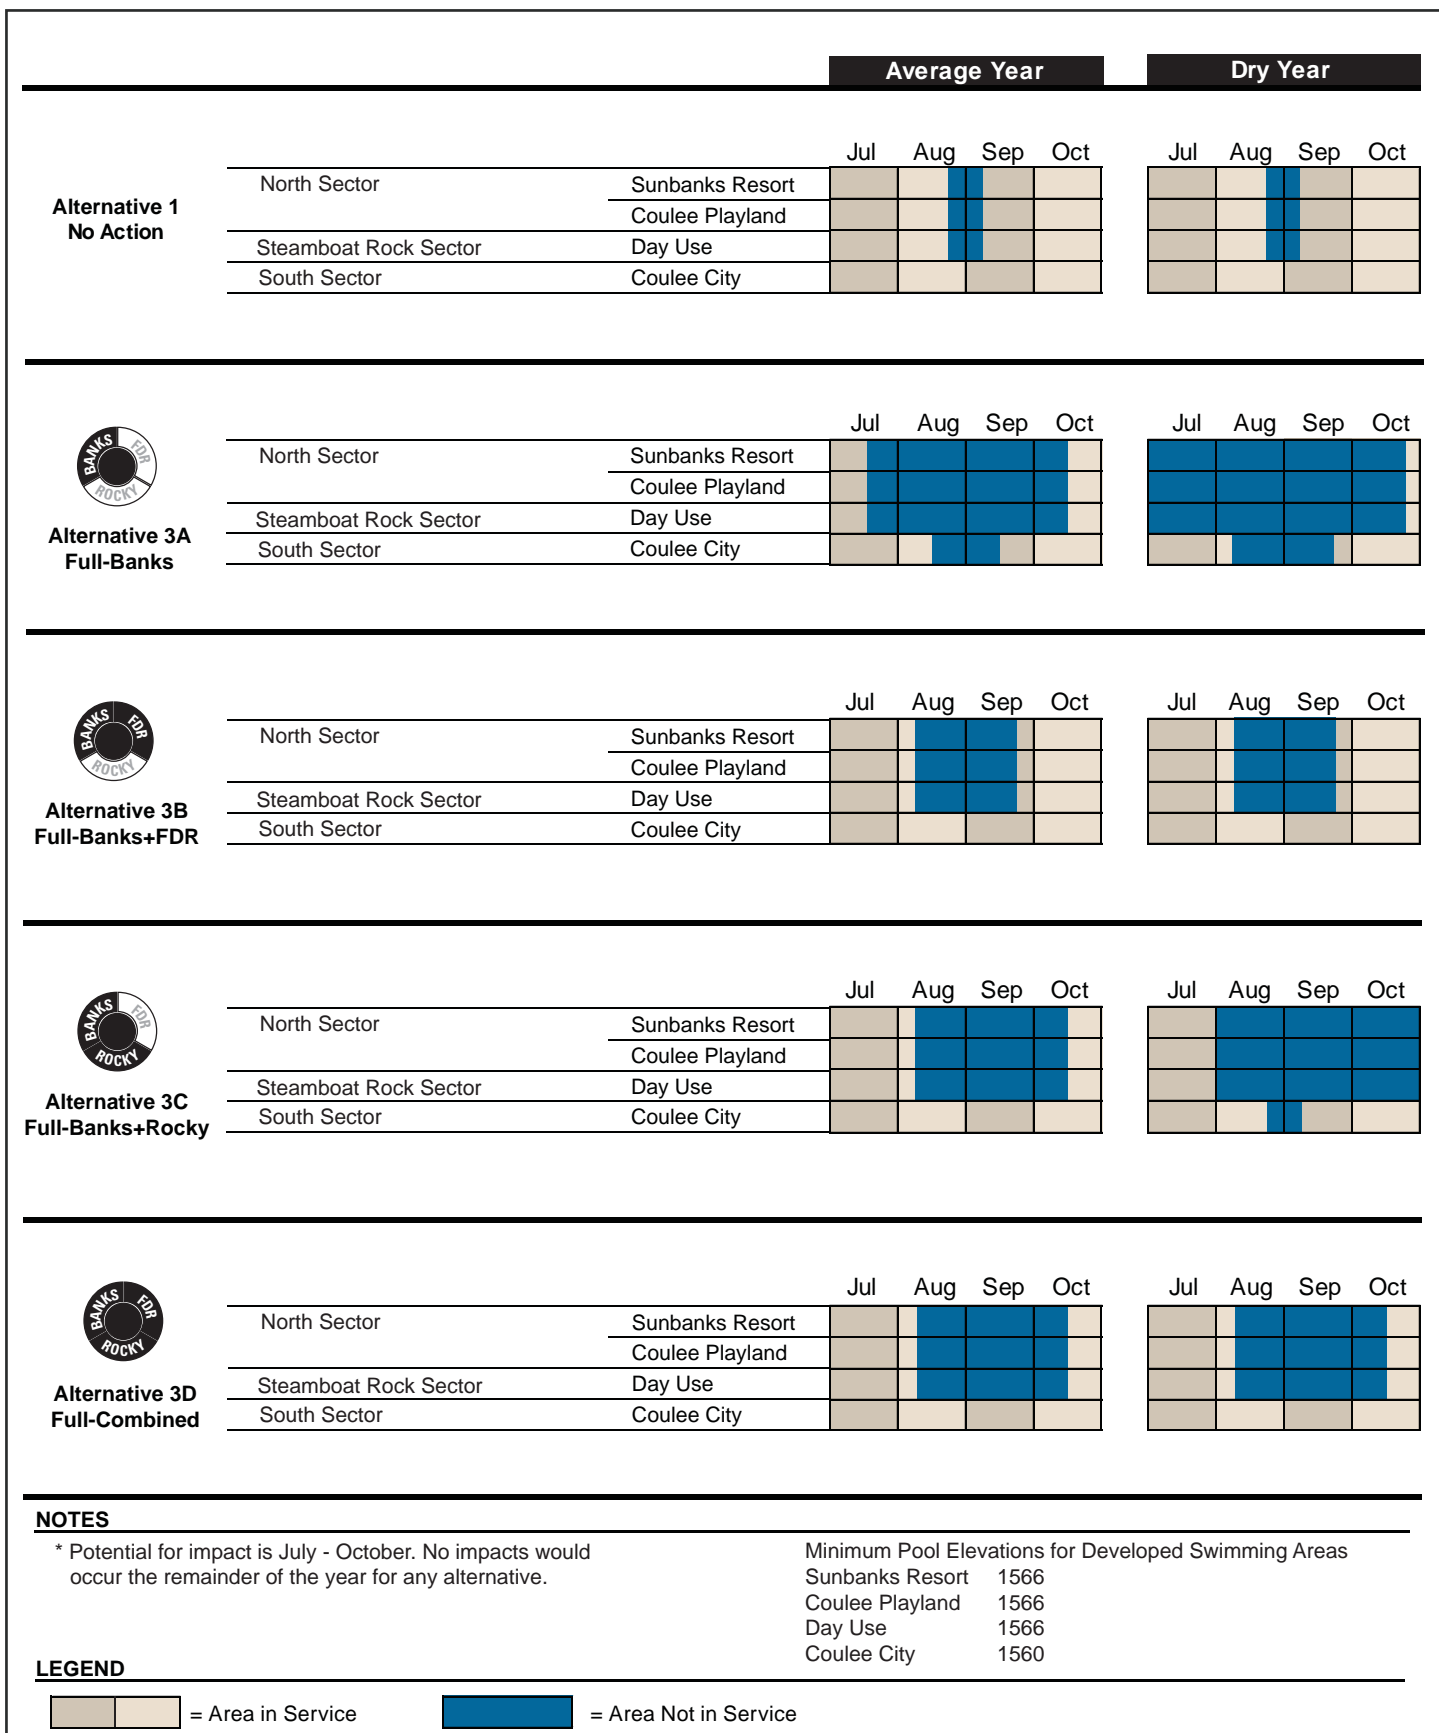 Average Year Dry Year
Jul Aug Sep Oct Jul Aug Sep Oct
Alternative 1
No Action
North Sector Sunbanks Resort
Coulee Playland
Steamboat Rock Sector Day Use
South Sector Coulee City
Jul Aug Sep Oct Jul Aug Sep Oct
BANKS FDR ROCKY
Alternative 3A
Full-Banks
North Sector Sunbanks Resort
Coulee Playland
Steamboat Rock Sector Day Use
South Sector Coulee City
Jul Aug Sep Oct Jul Aug Sep Oct
BANKS FDR ROCKY
Alternative 3B
Full-Banks+FDR
North Sector Sunbanks Resort
Coulee Playland
Steamboat Rock Sector Day Use
South Sector Coulee City
Jul Aug Sep Oct Jul Aug Sep Oct
BANKS FDR ROCKY
Alternative 3C
Full-Banks+Rocky
North Sector Sunbanks Resort
Coulee Playland
Steamboat Rock Sector Day Use
South Sector Coulee City
Jul Aug Sep Oct Jul Aug Sep Oct
BANKS FDR ROCKY
Alternative 3D
Full-Combined
North Sector Sunbanks Resort
Coulee Playland
Steamboat Rock Sector Day Use
South Sector Coulee City
NOTES
* Potential for impact is July - October. No impacts would
occur the remainder of the year for any alternative.
Minimum Pool Elevations for Developed Swimming Areas
Sunbanks Resort 1566
Coulee Playland 1566
Day Use 1566
Coulee City 1560
LEGEND
= Area in Service = Area Not in Service